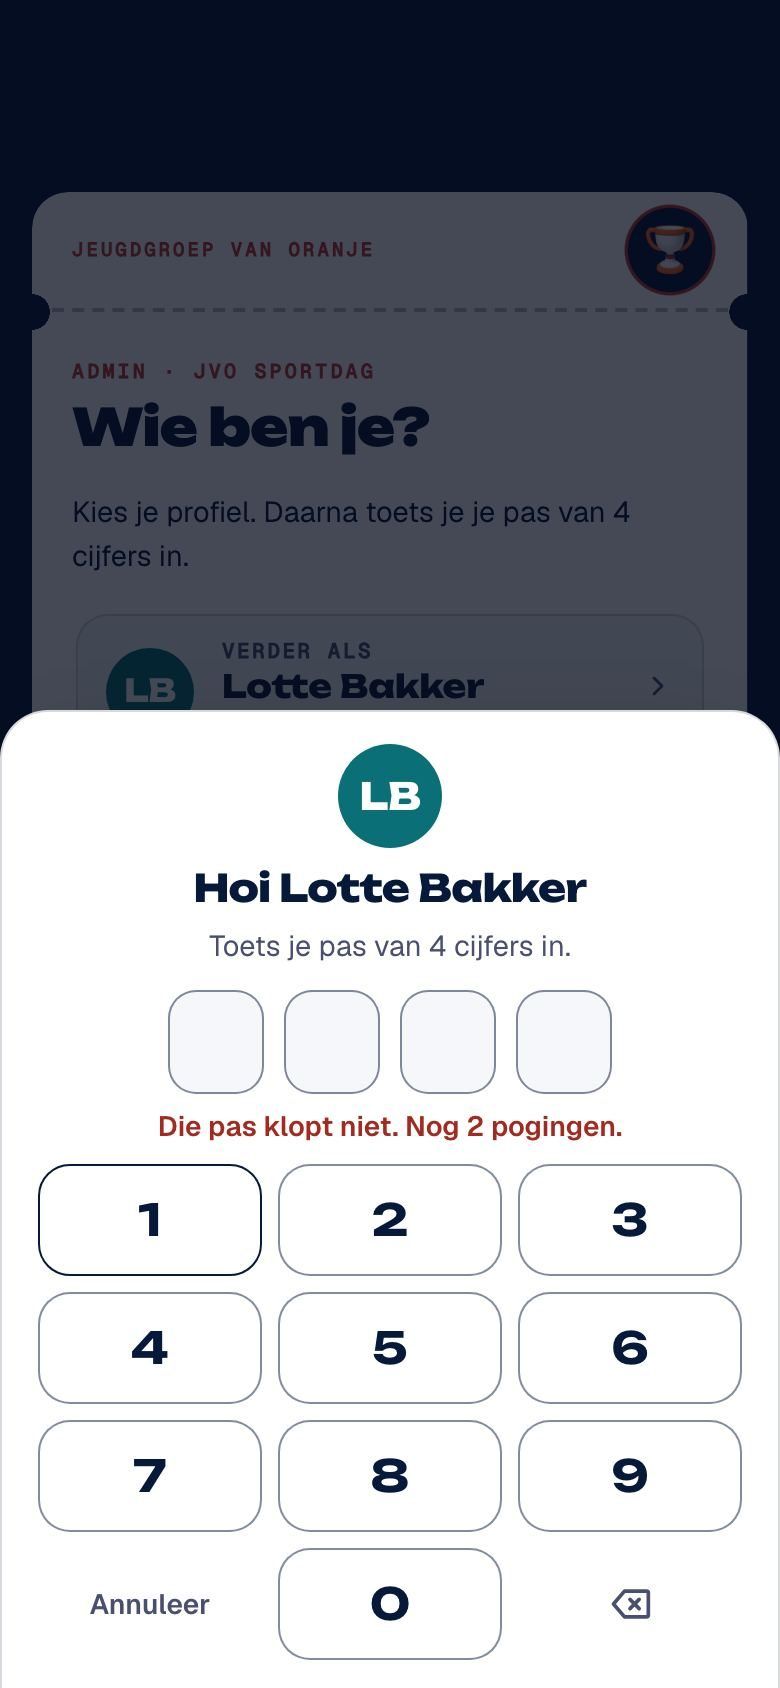 JEUGDGROEP VAN ORANJE
ADMIN · JVO SPORTDAG
Wie ben je?
Kies je profiel. Daarna toets je je pas van 4
cijfers in.
VERDER ALS
LB
Lotte Bakker
LB
Hoi Lotte Bakker
Toets je pas van 4 cijfers in.
Die pas klopt niet. Nog 2 pogingen.
1 2 3
4 5 6
7 8 9
Annuleer 0